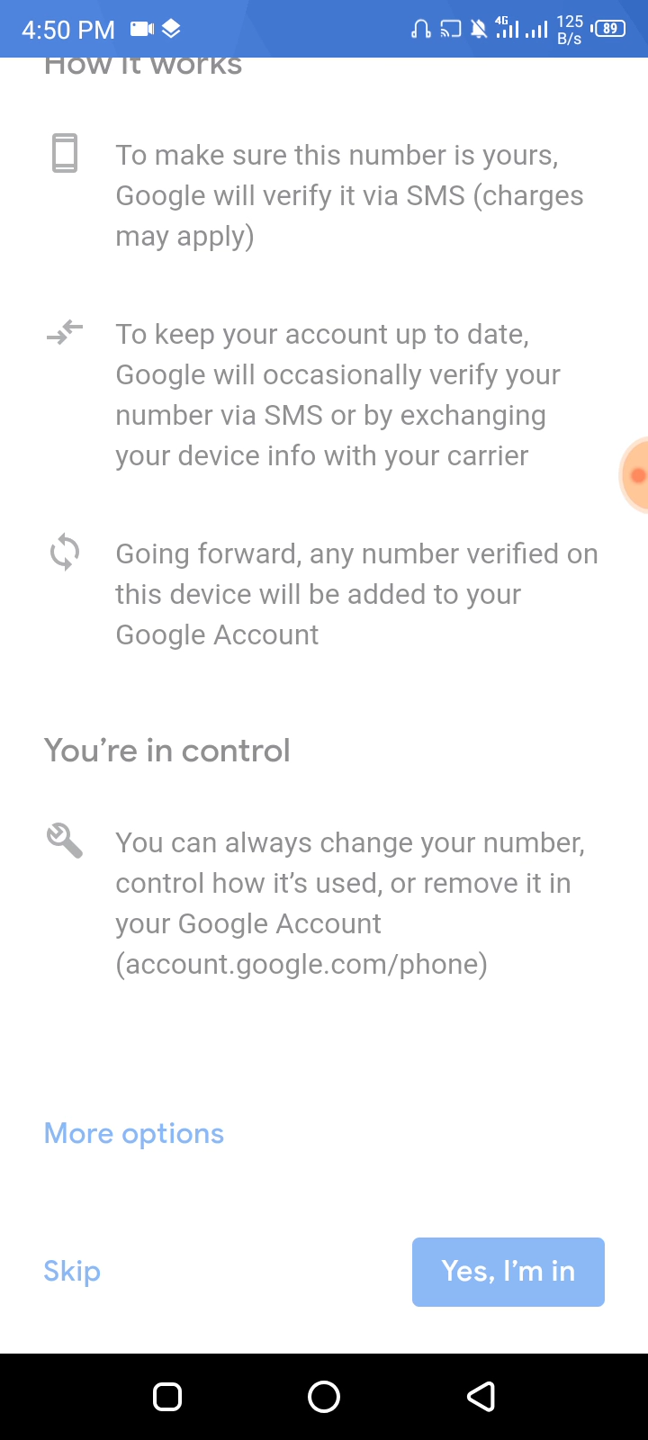 4:50 PM
4G
125
B/s
89
How it works
To make sure this number is yours,
Google will verify it via SMS (charges
may apply)
To keep your account up to date,
Google will occasionally verify your
number via SMS or by exchanging
your device info with your carrier
Going forward, any number verified on
this device will be added to your
Google Account
You’re in control
You can always change your number,
control how it’s used, or remove it in
your Google Account
(account.google.com/phone)
More options
Skip
Yes, I’m in